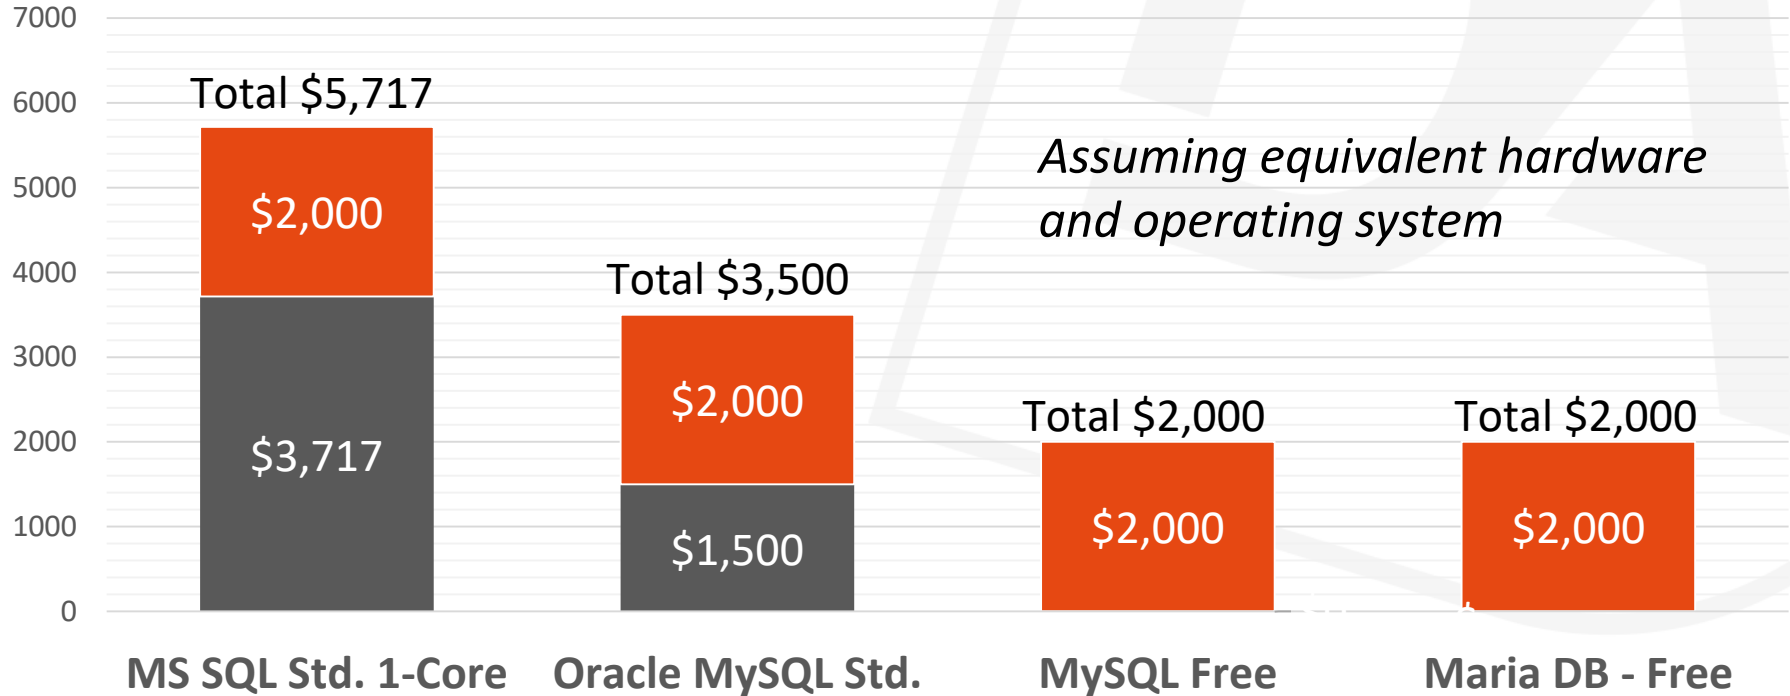 7000
6000
5000
4000
3000
2000
1000
0
Total $5,717
$2,000
$3,717
Total $3,500
$2,000
$1,500
Assuming equivalent hardware
and operating system
Total $2,000
$2,000
Total $2,000
$2,000
MS SQL Std. 1-Core
Oracle MySQL Std.
MySQL Free
Maria DB - Free